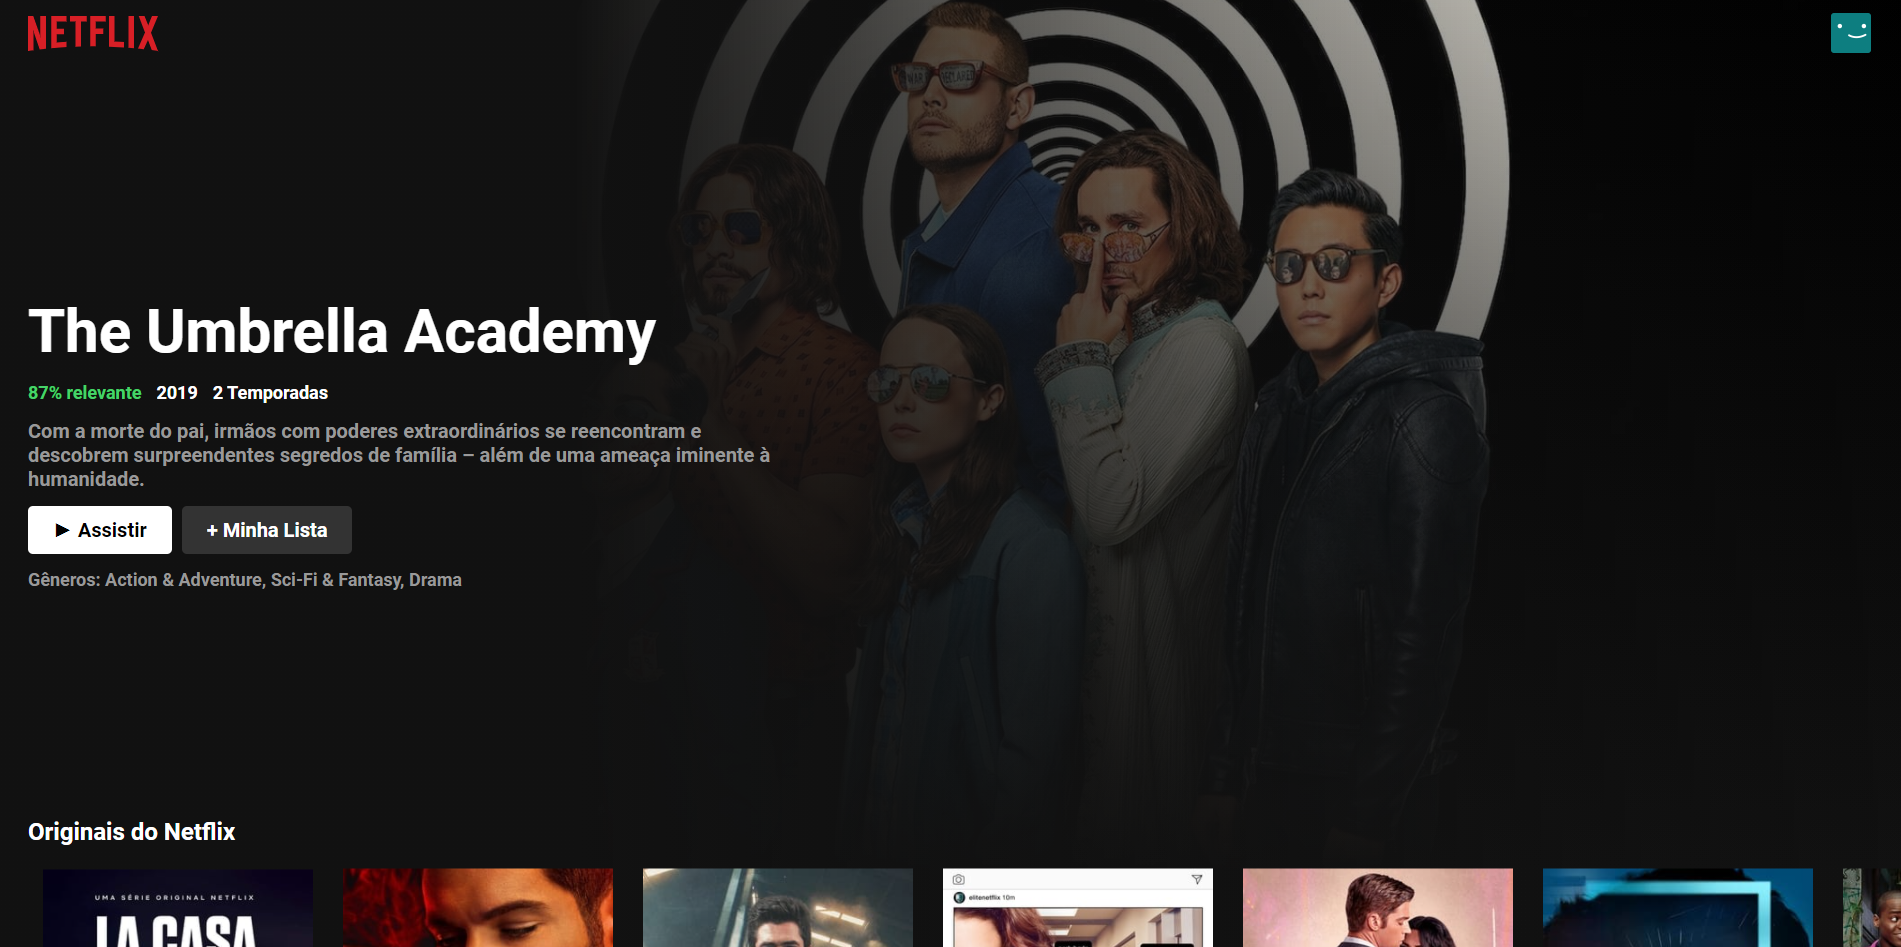 NETFLIX
WAR DECLARED
The Umbrella Academy
87% relevante 2019 2 Temporadas
Com a morte do pai, irmãos com poderes extraordinários se reencontram e
descobrem surpreendentes segredos de família – além de uma ameaça iminente à
humanidade.
► Assistir + Minha Lista
Gêneros: Action & Adventure, Sci-Fi & Fantasy, Drama
Originais do Netflix
UMA SÉRIE ORIGINAL NETFLIX
LA CASA
elitenetflix 10m